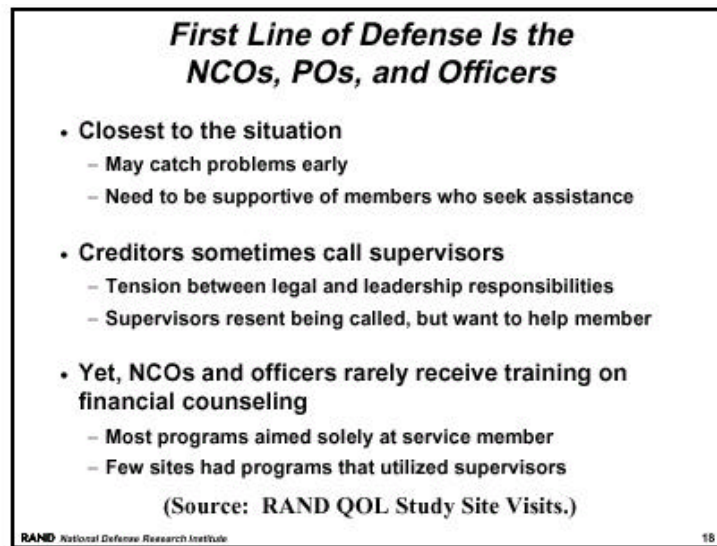 First Line of Defense Is the
NCOs, POs, and Officers
• Closest to the situation
– May catch problems early
– Need to be supportive of members who seek assistance
• Creditors sometimes call supervisors
– Tension between legal and leadership responsibilities
– Supervisors resent being called, but want to help member
• Yet, NCOs and officers rarely receive training on
financial counseling
– Most programs aimed solely at service member
– Few sites had programs that utilized supervisors
(Source: RAND QOL Study Site Visits.)
RAND National Defense Research Institute 18